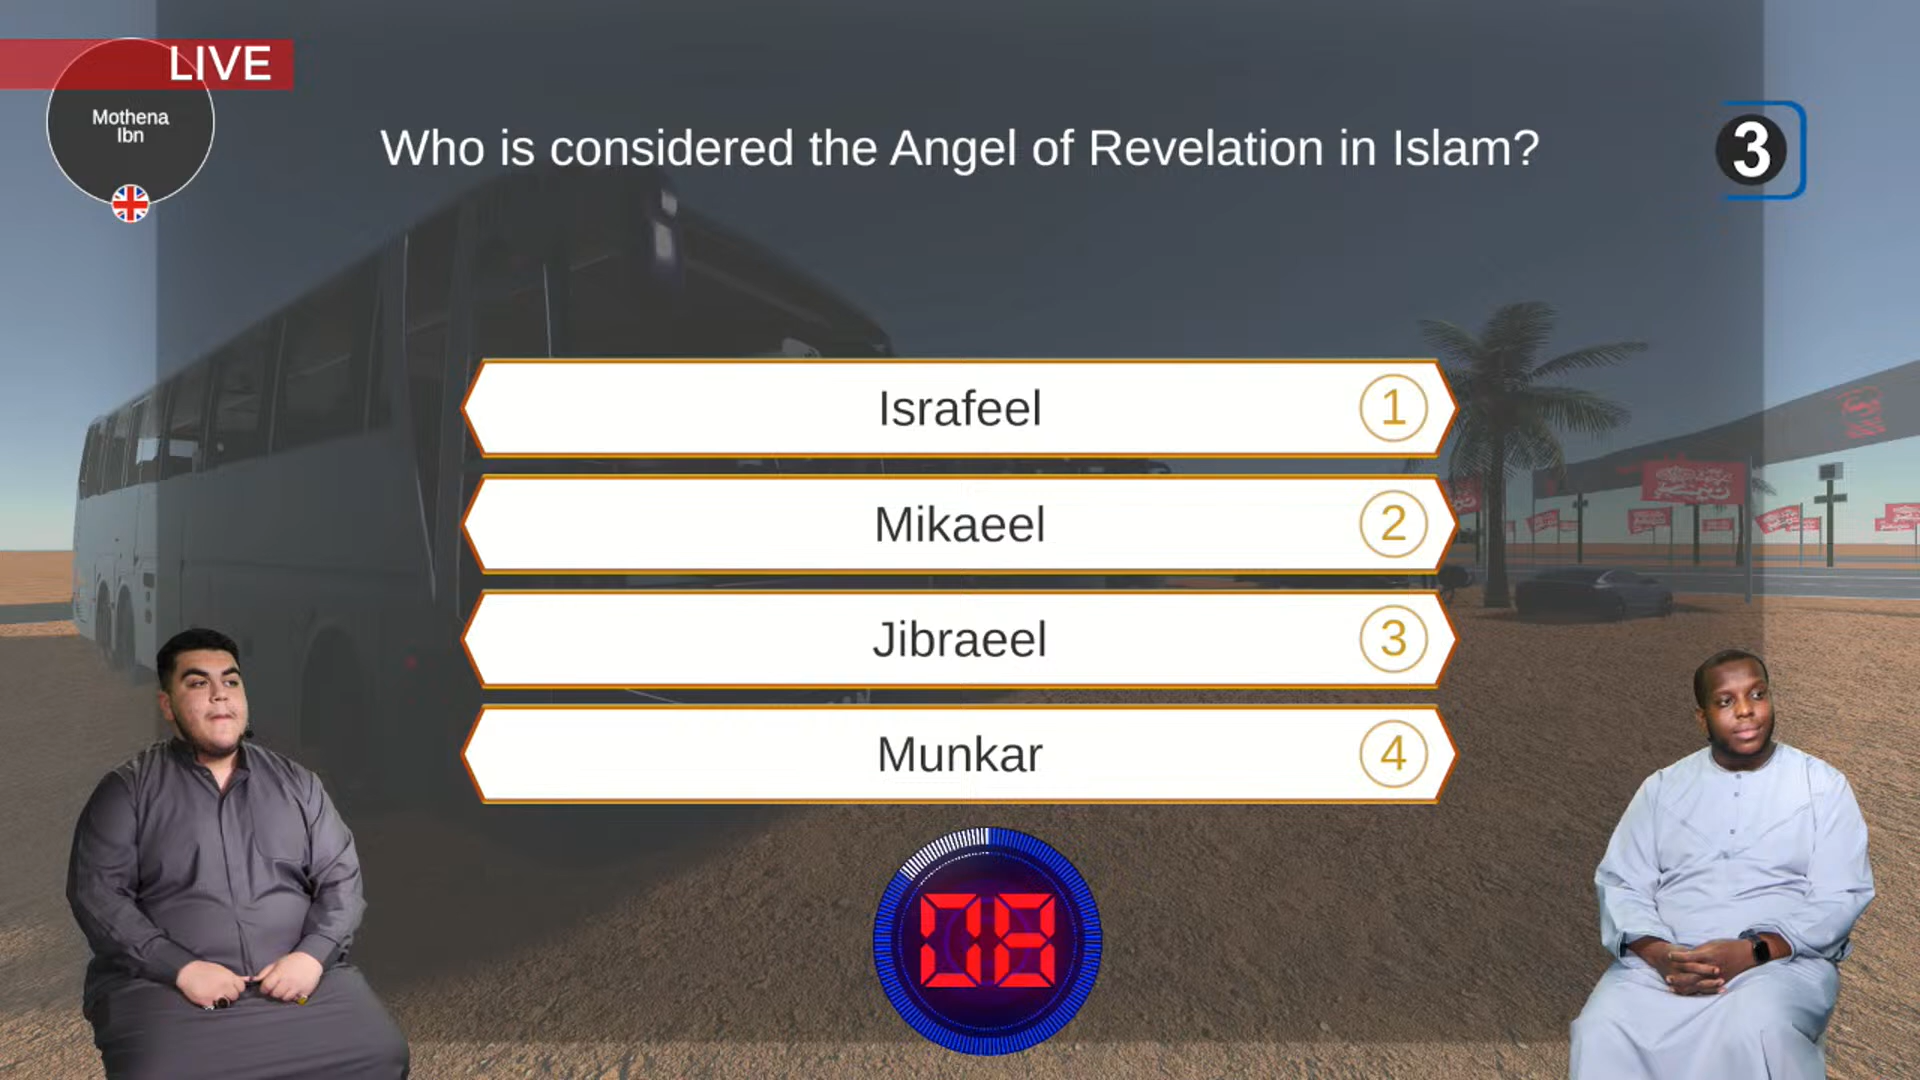 LIVE
Mothena
Ibn
Who is considered the Angel of Revelation in Islam?
3
Israfeel
1
Mikaeel
2
Jibraeel
3
Munkar
4
08